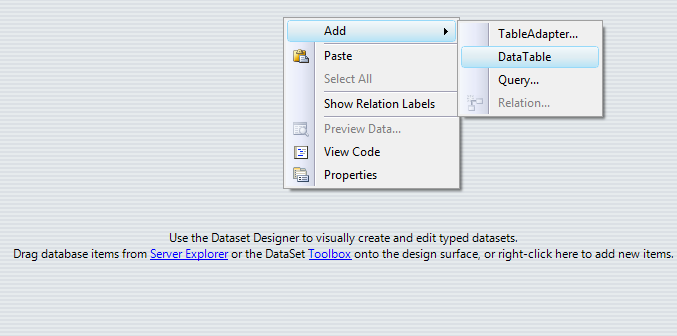 Add
Paste
Select All
Show Relation Labels
Preview Data...
View Code
Properties
TableAdapter...
DataTable
Query...
Relation...
Use the Dataset Designer to visually create and edit typed datasets.
Drag database items from Server Explorer or the DataSet Toolbox onto the design surface, or right-click here to add new items.